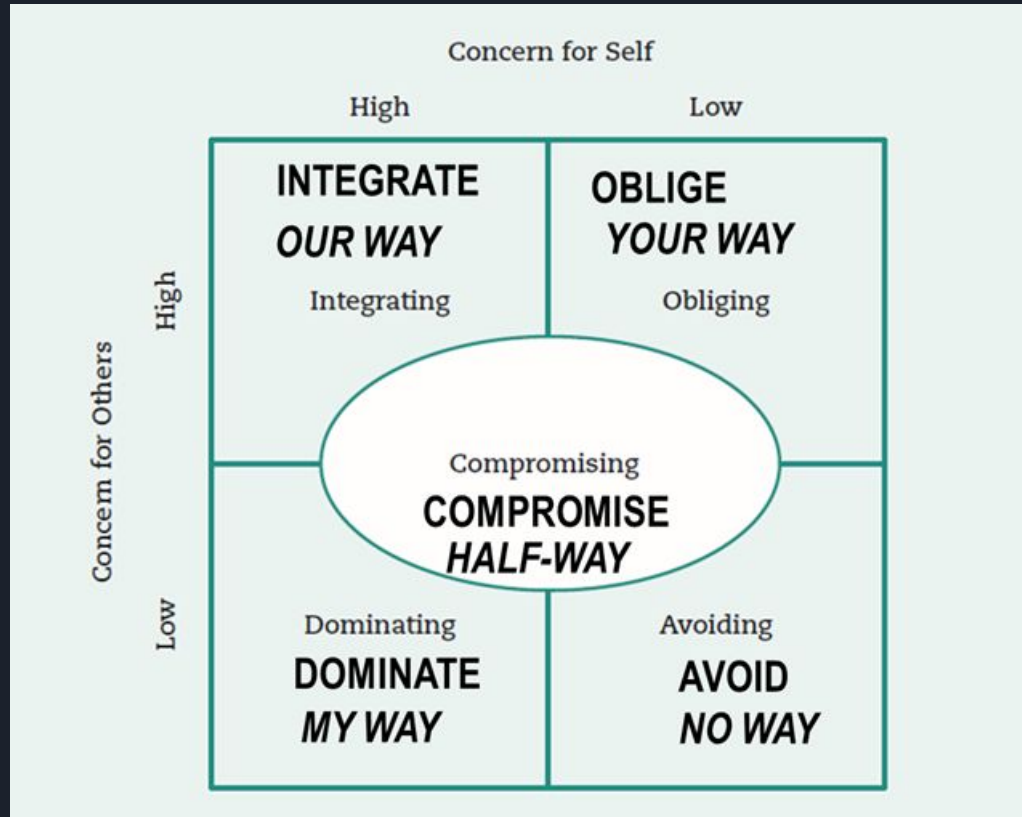 Concern for Self
High
Low
INTEGRATE
OUR WAY
Integrating
OBLIGE
YOUR WAY
Obliging
Concern for Others
High
Low
Compromising
COMPROMISE
HALF-WAY
Dominating
DOMINATE
MY WAY
Avoiding
AVOID
NO WAY